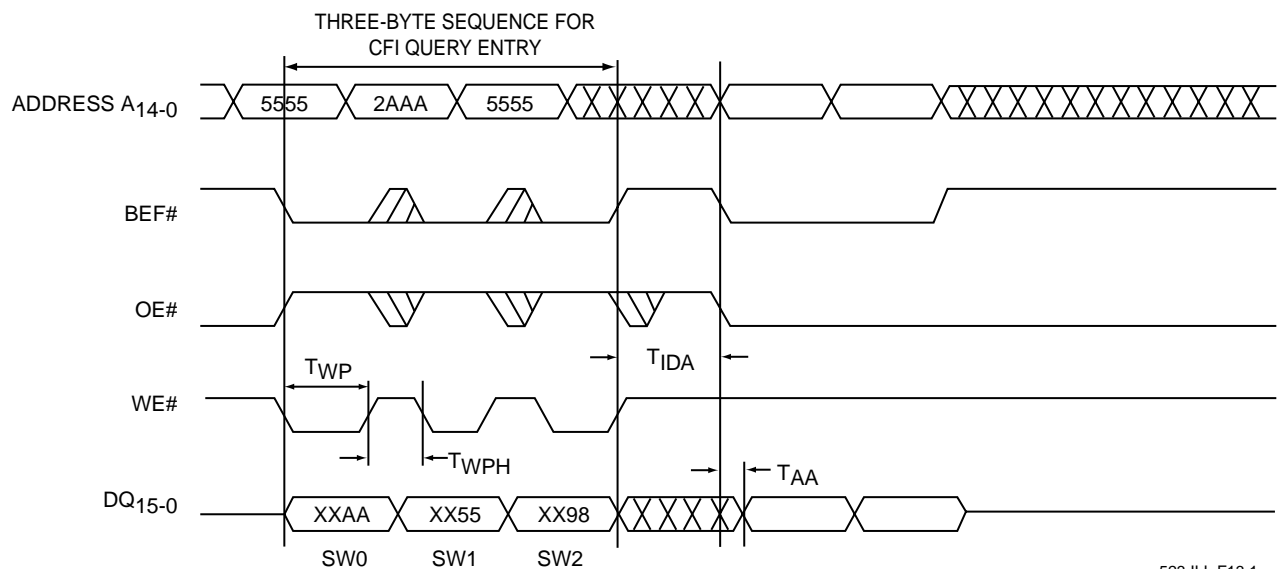 THREE-BYTE SEQUENCE FOR
CFI QUERY ENTRY
ADDRESS A14-0
5555 2AAA 5555
BEF#
OE#
TIDA
TWP
WE#
TWPH
TAA
DQ15-0
XXAA XX55 XX98
SW0 SW1 SW2